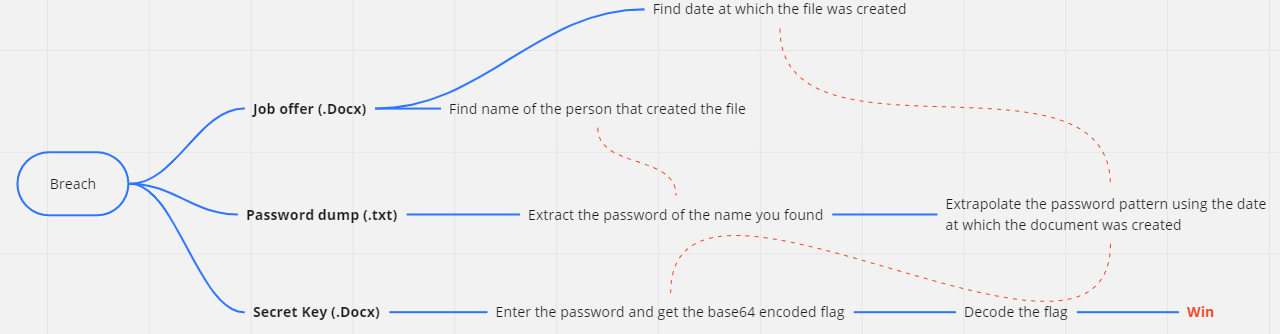 Find date at which the file was created
Job offer (.Docx)
Find name of the person that created the file
Breach
Password dump (.txt)
Extract the password of the name you found
Extrapolate the password pattern using the date
at which the document was created
Secret Key (.Docx)
Enter the password and get the base64 encoded flag
Decode the flag
Win